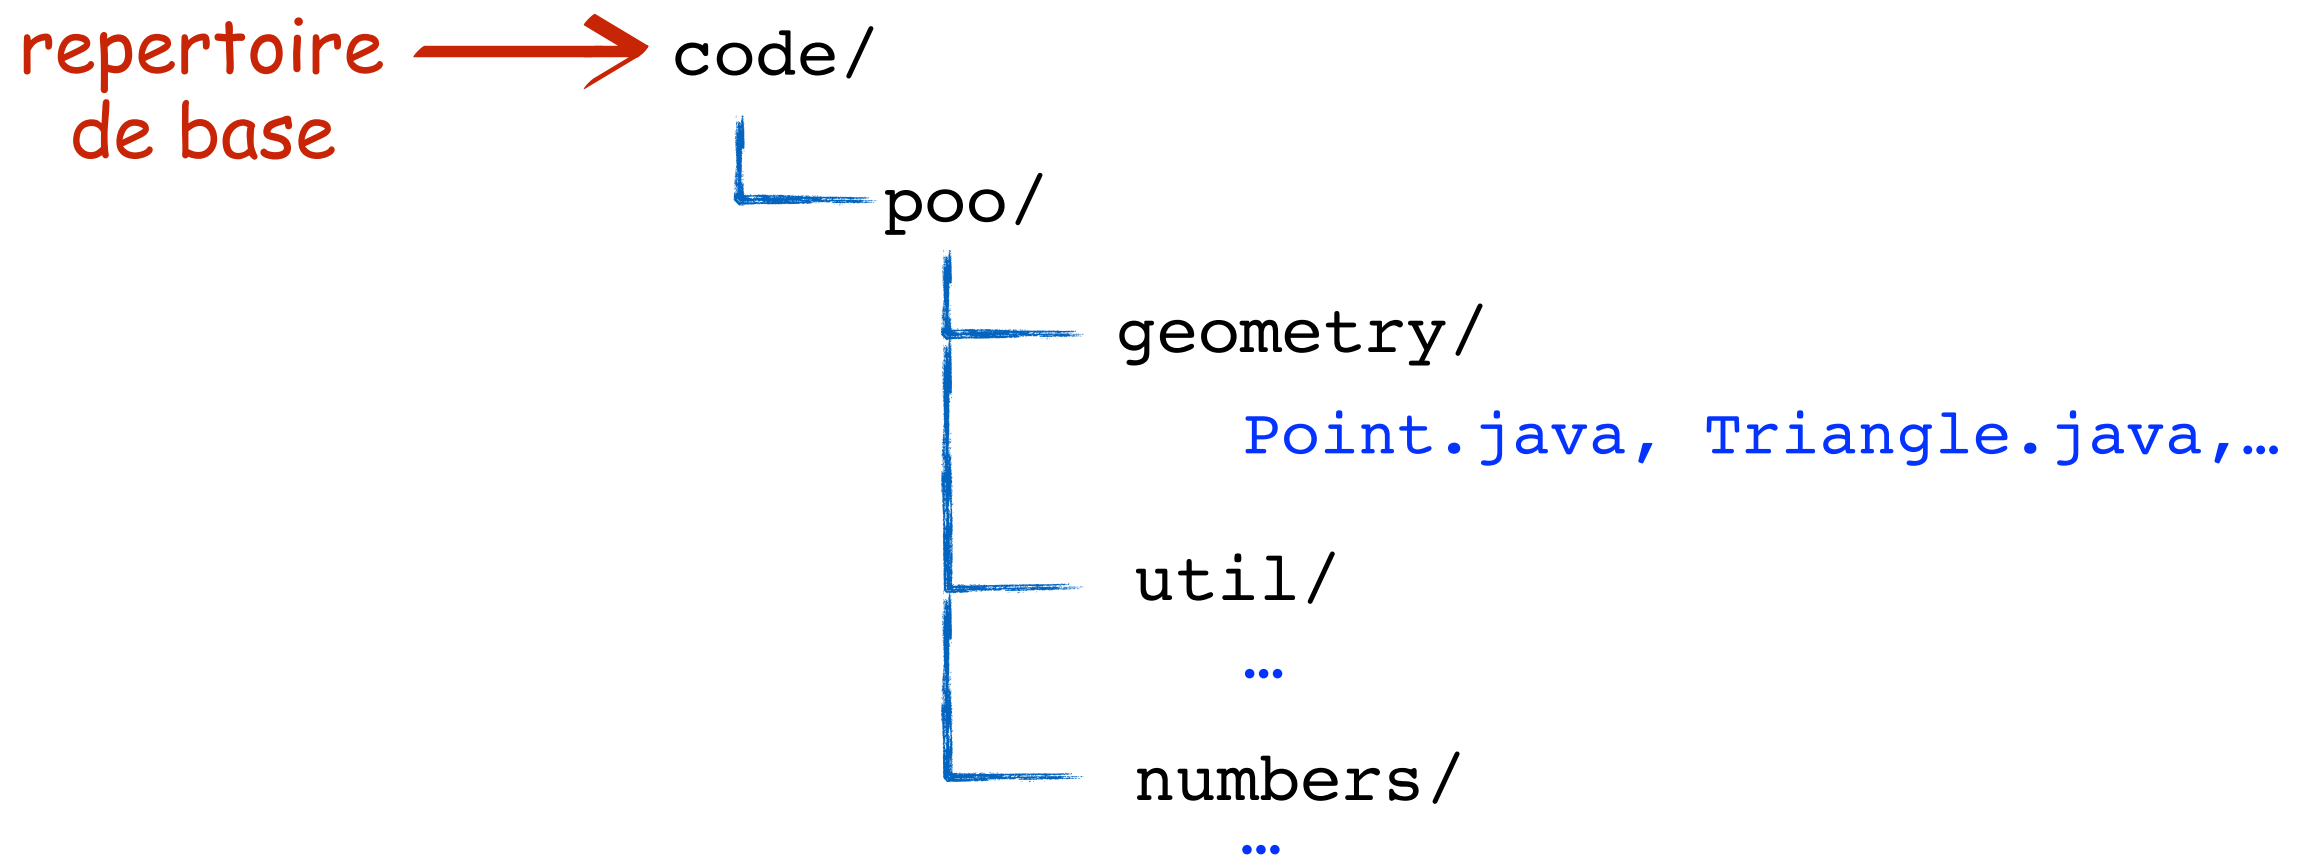 repertoire
de base
code/
poo/
geometry/
Point.java, Triangle.java,…
util/
…
numbers/
…